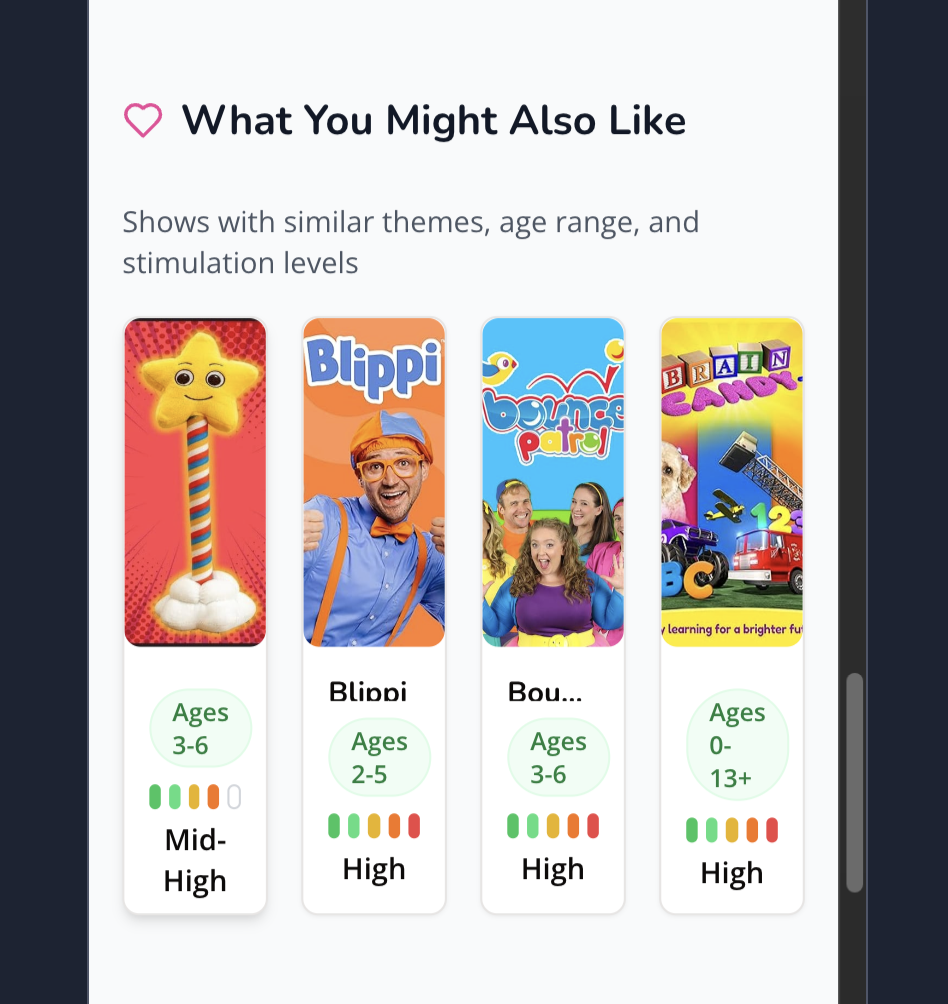 What You Might Also Like
Shows with similar themes, age range, and
stimulation levels
Blippi
bounce
patrol
BRAIN
CANDY
123
BC
y learning for a brighter fu
Blippi
Bou...
Ages
3-6
Ages
2-5
Ages
3-6
Ages
0-
13+
Mid-
High
High
High
High